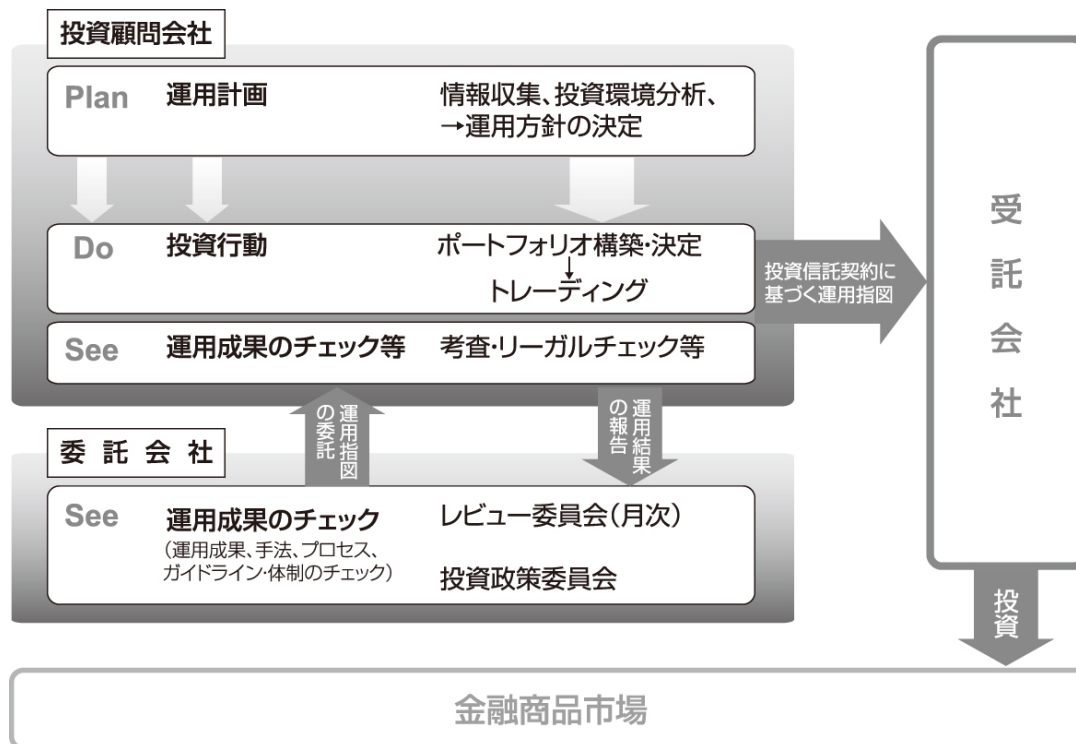 投資顧問会社
Plan 運用計画 情報収集、投資環境分析、
→運用方針の決定
Do 投資行動 ポートフォリオ構築・決定
トレーディング
投資信託契約に
基づく運用指図
See 運用成果のチェック等 考査・リーガルチェック等
運用指図
の委託
運用結果
の報告
委託会社
See 運用成果のチェック レビュー委員会(月次)
(運用成果、手法、プロセス、
ガイドライン・体制のチェック)
投資政策委員会
受託会社
投資
金融商品市場